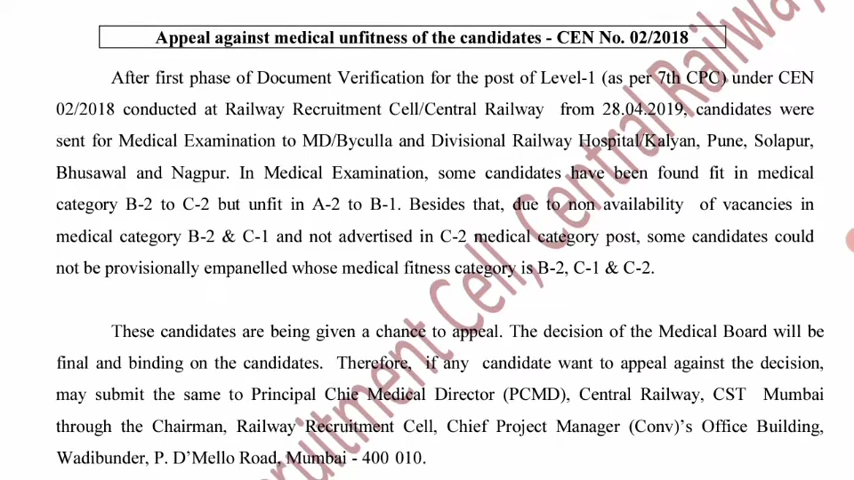 Appeal against medical unfitness of the candidates - CEN No. 02/2018
After first phase of Document Verification for the post of Level-1 (as per 7th CPC) under CEN
02/2018 conducted at Railway Recruitment Cell/Central Railway from 28.04.2019, candidates were
sent for Medical Examination to MD/Byculla and Divisional Railway Hospital/Kalyan, Pune, Solapur,
Bhusawal and Nagpur. In Medical Examination, some candidates have been found fit in medical
category B-2 to C-2 but unfit in A-2 to B-1. Besides that, due to non availability of vacancies in
medical category B-2 & C-1 and not advertised in C-2 medical category post, some candidates could
not be provisionally empanelled whose medical fitness category is B-2, C-1 & C-2.
These candidates are being given a chance to appeal. The decision of the Medical Board will be
final and binding on the candidates. Therefore, if any candidate want to appeal against the decision,
may submit the same to Principal Chie Medical Director (PCMD), Central Railway, CST Mumbai
through the Chairman, Railway Recruitment Cell, Chief Project Manager (Conv)'s Office Building,
Wadibunder, P. D'Mello Road, Mumbai - 400 010.
ruitment Cell, Central Railway